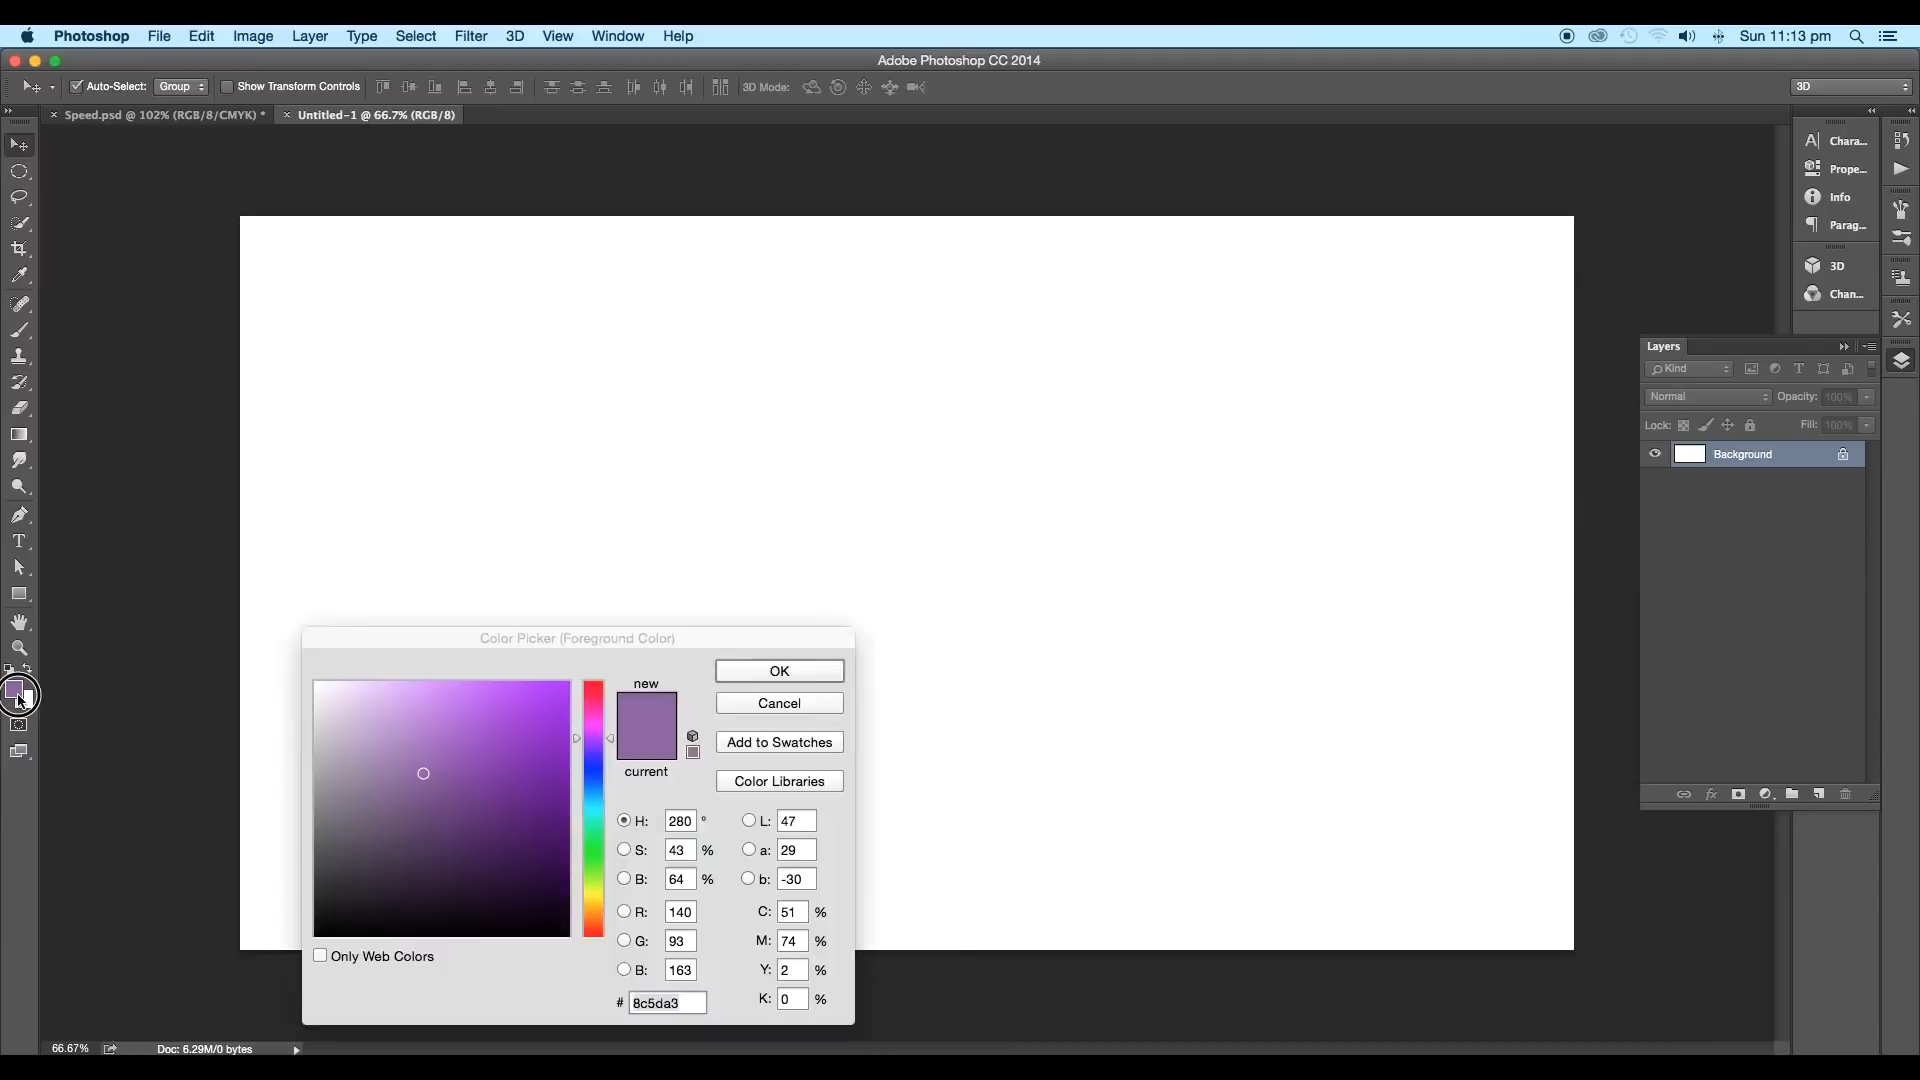 Photoshop File Edit Image Layer Type Select Filter 3D View Window Help Sun 11:13 pm
Adobe Photoshop CC 2014
Auto-Select: Group Show Transform Controls 3D Mode: 3D
Speed.psd @ 102% (RGB/8/CMYK) * Untitled-1 @ 66.7% (RGB/8)
Chara...
Prope...
Info
Parag...
3D
Chan...
Layers
Kind
Normal Opacity: 100%
Lock: Fill: 100%
Background
Color Picker (Foreground Color)
new
current
OK
Cancel
Add to Swatches
Color Libraries
H: 280 ° L: 47
S: 43 % a: 29
B: 64 % b: -30
R: 140 C: 51 %
G: 93 M: 74 %
B: 163 Y: 2 %
# 8c5da3 K: 0 %
Only Web Colors
66.67% Doc: 6.29M/0 bytes